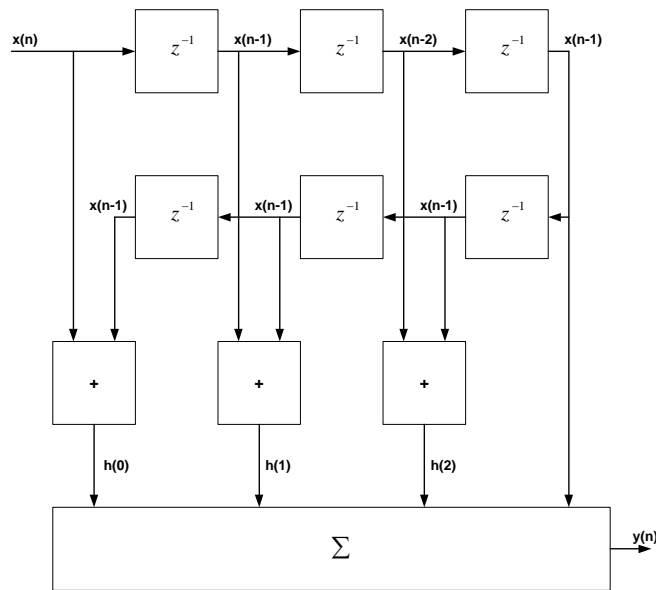 x(n) z⁻¹ x(n-1) z⁻¹ x(n-2) z⁻¹ x(n-1)
x(n-1) z⁻¹ x(n-1) z⁻¹ x(n-1) z⁻¹
+ + +
h(0) h(1) h(2)
Σ y(n)